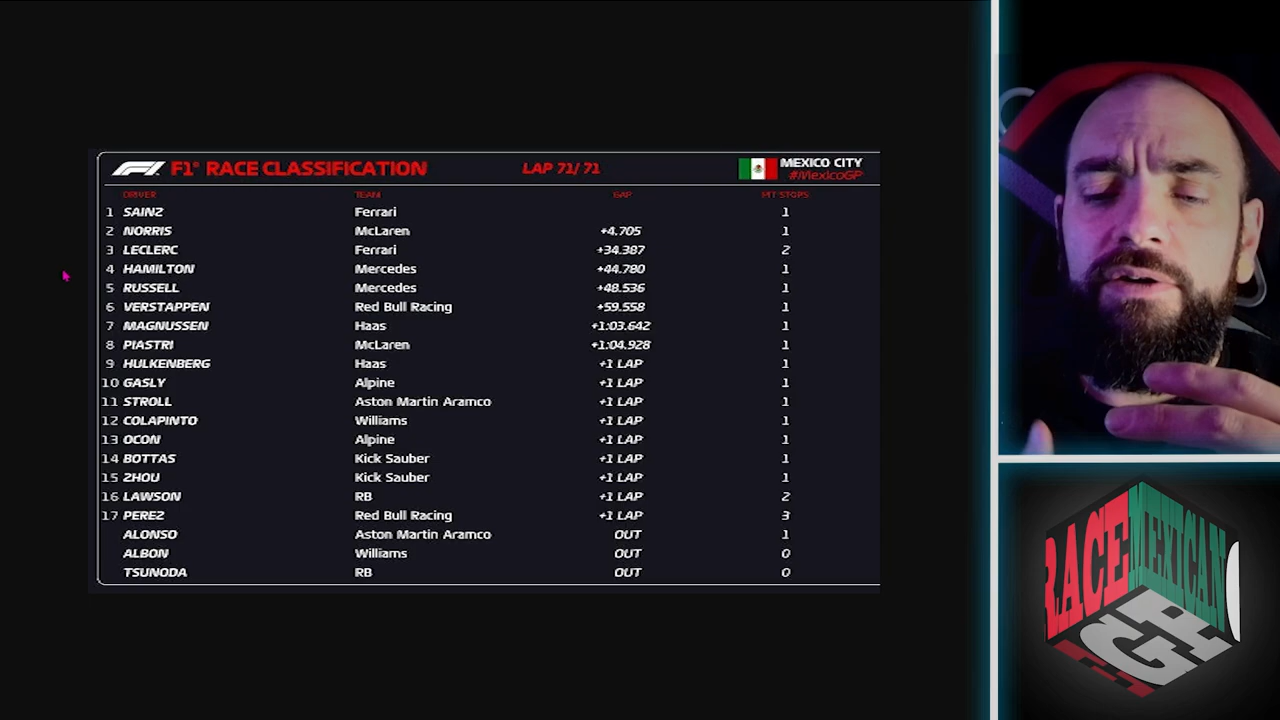 F1 F1® RACE CLASSIFICATION LAP 71/71 MEXICO CITY
#MexicoGP
DRIVER TEAM GAP PIT STOPS
1 SAINZ Ferrari 1
2 NORRIS McLaren +4.705 1
3 LECLERC Ferrari +34.387 2
4 HAMILTON Mercedes +44.780 1
5 RUSSELL Mercedes +48.536 1
6 VERSTAPPEN Red Bull Racing +59.558 1
7 MAGNUSSEN Haas +1:03.642 1
8 PIASTRI McLaren +1:04.928 1
9 HULKENBERG Haas +1 LAP 1
10 GASLY Alpine +1 LAP 1
11 STROLL Aston Martin Aramco +1 LAP 1
12 COLAPINTO Williams +1 LAP 1
13 OCON Alpine +1 LAP 1
14 BOTTAS Kick Sauber +1 LAP 1
15 ZHOU Kick Sauber +1 LAP 1
16 LAWSON RB +1 LAP 2
17 PEREZ Red Bull Racing +1 LAP 3
ALONSO Aston Martin Aramco OUT 1
ALBON Williams OUT 0
TSUNODA RB OUT 0
RACE MEXICAN
GP